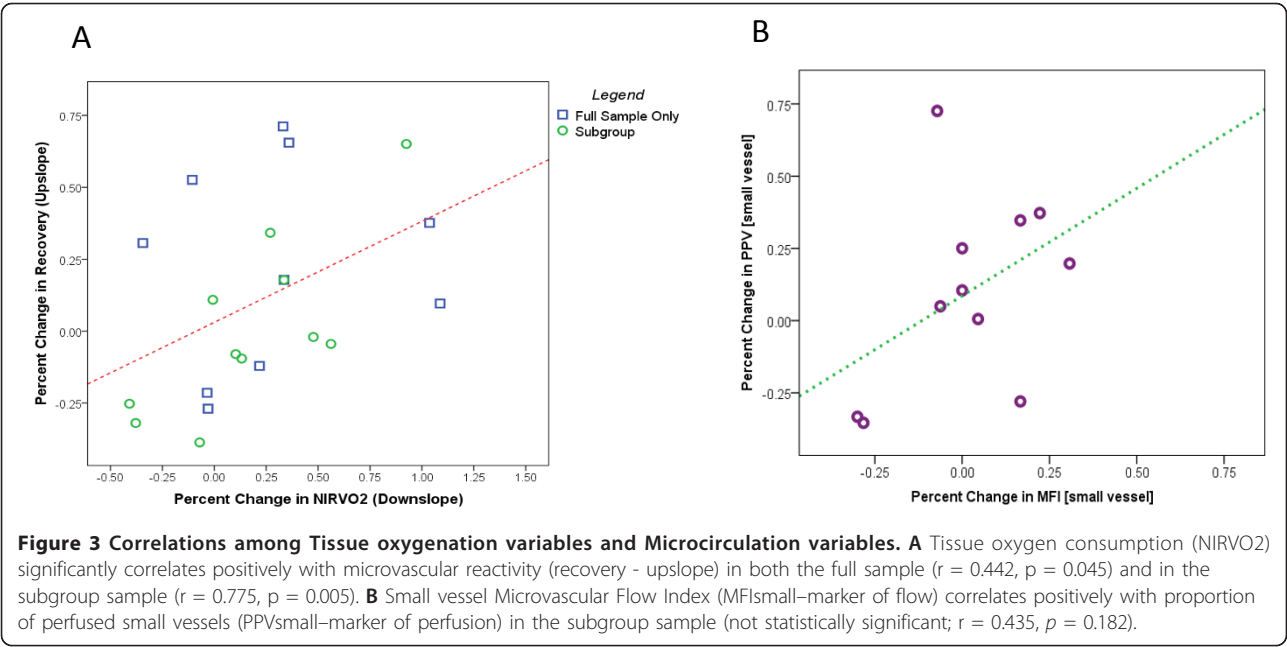 A
B
Legend
Full Sample Only
Subgroup
Percent Change in Recovery (Upslope)
0.75
0.50
0.25
0.00
-0.25
-0.50 -0.25 0.00 0.25 0.50 0.75 1.00 1.25 1.50
Percent Change in NIRVO2 (Downslope)
Percent Change in PPV [small vessel]
0.75
0.50
0.25
0.00
-0.25
-0.25 0.00 0.25 0.50 0.75
Percent Change in MFI [small vessel]
Figure 3 Correlations among Tissue oxygenation variables and Microcirculation variables. A Tissue oxygen consumption (NIRVO2)
significantly correlates positively with microvascular reactivity (recovery - upslope) in both the full sample (r = 0.442, p = 0.045) and in the
subgroup sample (r = 0.775, p = 0.005). B Small vessel Microvascular Flow Index (MFIsmall–marker of flow) correlates positively with proportion
of perfused small vessels (PPVsmall–marker of perfusion) in the subgroup sample (not statistically significant; r = 0.435, p = 0.182).